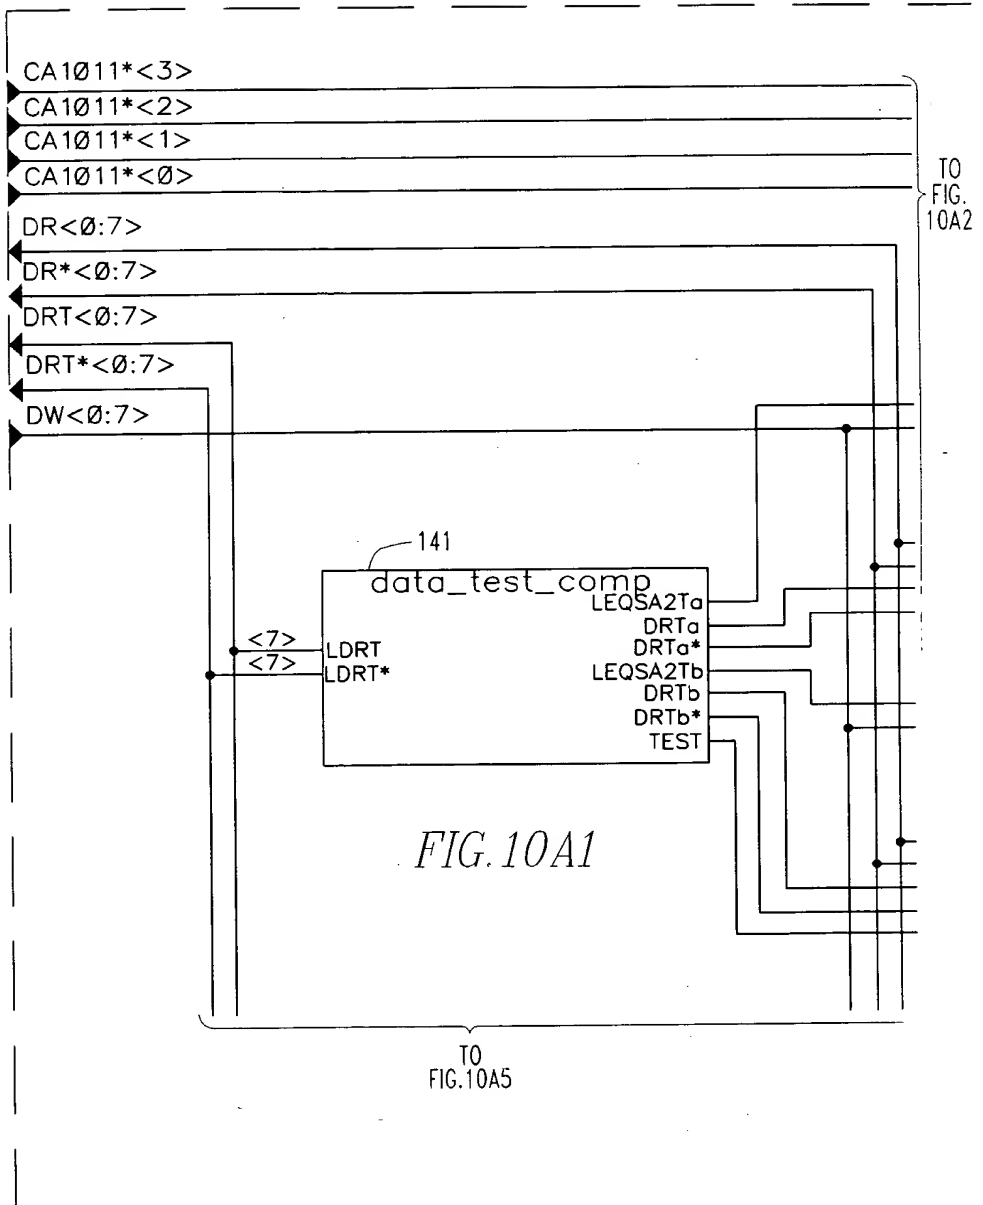 CA1Ø11*<3>
CA1Ø11*<2>
CA1Ø11*<1>
CA1Ø11*<0>
TO
FIG.
10A2
DR<Ø:7>
DR*<Ø:7>
DRT<Ø:7>
DRT*<Ø:7>
DW<Ø:7>
141
data_test_comp
LEQSA2Ta
DRTa
<7> LDRT
DRTa*
<7> LDRT*
LEQSA2Tb
DRTb
DRTb*
TEST
FIG. 10A1
TO
FIG.10A5